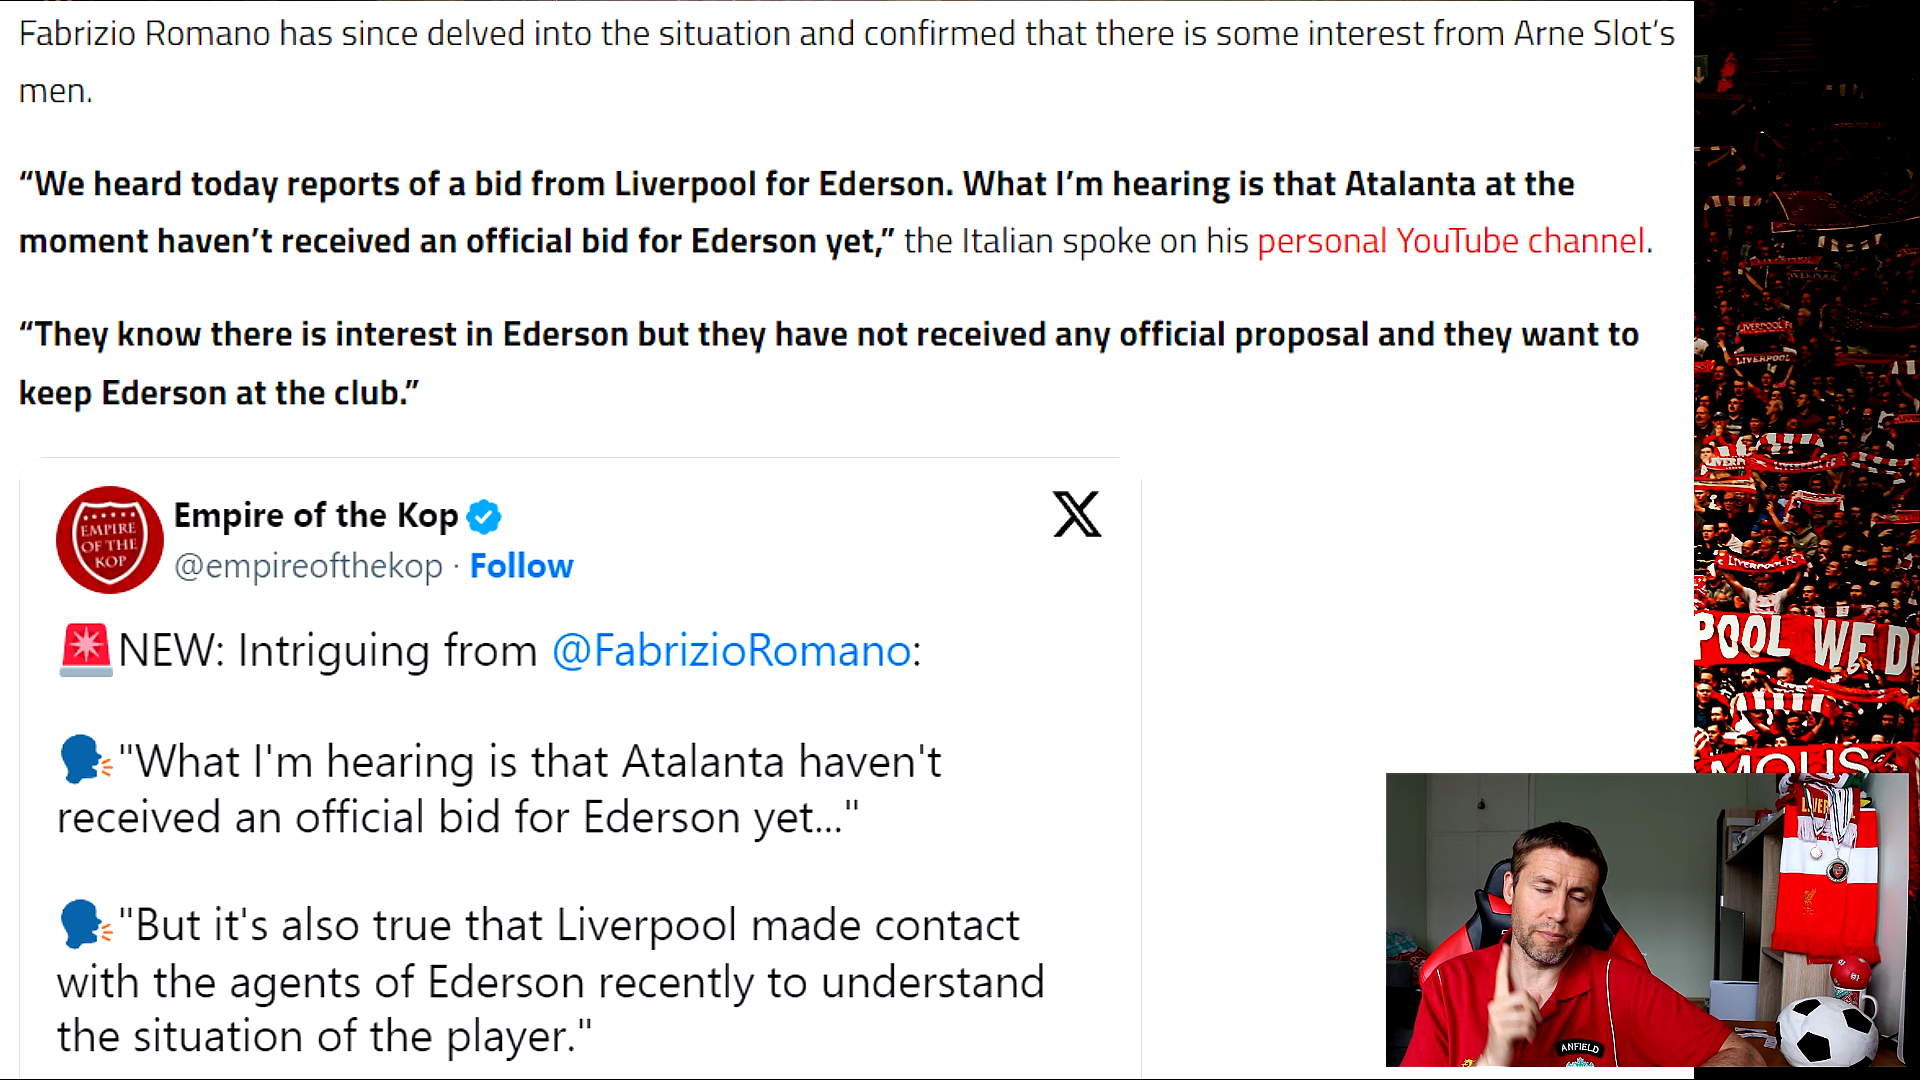 Fabrizio Romano has since delved into the situation and confirmed that there is some interest from Arne Slot’s
men.
“We heard today reports of a bid from Liverpool for Ederson. What I’m hearing is that Atalanta at the
moment haven’t received an official bid for Ederson yet,” the Italian spoke on his personal YouTube channel.
“They know there is interest in Ederson but they have not received any official proposal and they want to
keep Ederson at the club.”
EMPIRE
OF THE
KOP
Empire of the Kop
@empireofthekop · Follow
🚨NEW: Intriguing from @FabrizioRomano:
🗣️"What I'm hearing is that Atalanta haven't
received an official bid for Ederson yet..."
🗣️"But it's also true that Liverpool made contact
with the agents of Ederson recently to understand
the situation of the player."
LIVERPOOL
LIVERPOOL
LIVERPOOL F
POOL WE D
MOUS
ANFIELD